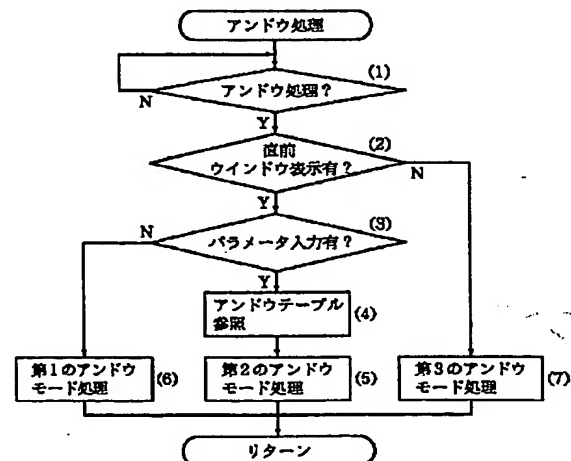 アンドウ処理
(1)
アンドウ処理?
N
Y
(2)
直前
ウインドウ表示有?
N
Y
(3)
N
パラメータ入力有?
Y
アンドウテーブル
参照
(4)
第1のアンドウ
モード処理
(6)
第2のアンドウ
モード処理
(5)
第3のアンドウ
モード処理
(7)
リターン